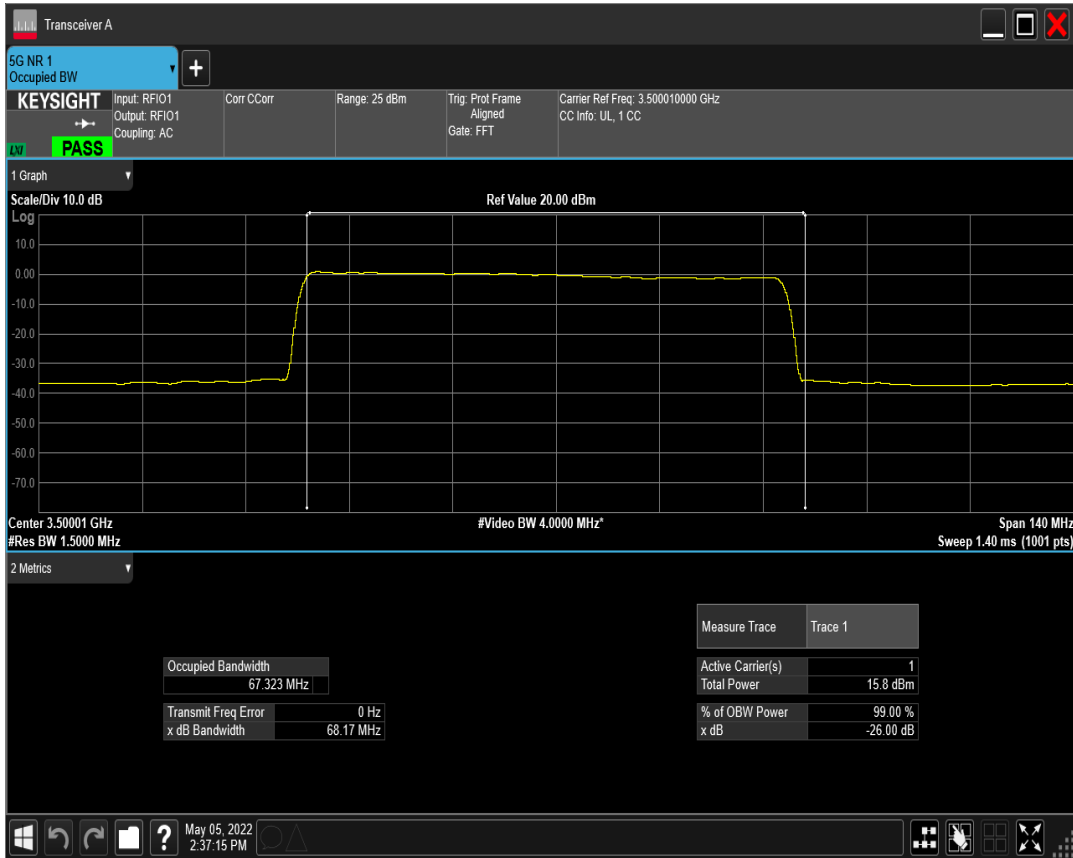 Transceiver A
5G NR 1
Occupied BW
KEYSIGHT
LXI
PASS
Input: RFIO1
Output: RFIO1
Coupling: AC
Corr CCorr
Range: 25 dBm
Trig: Prot Frame
Aligned
Gate: FFT
Carrier Ref Freq: 3.500010000 GHz
CC Info: UL, 1 CC
1 Graph
Scale/Div 10.0 dB
Ref Value 20.00 dBm
Log
10.0
0.00
-10.0
-20.0
-30.0
-40.0
-50.0
-60.0
-70.0
Center 3.50001 GHz
#Video BW 4.0000 MHz*
Span 140 MHz
#Res BW 1.5000 MHz
Sweep 1.40 ms (1001 pts)
2 Metrics
Measure Trace Trace 1
Occupied Bandwidth
67.323 MHz
Active Carrier(s) 1
Total Power 15.8 dBm
Transmit Freq Error 0 Hz
x dB Bandwidth 68.17 MHz
% of OBW Power 99.00 %
x dB -26.00 dB
?
May 05, 2022
2:37:15 PM